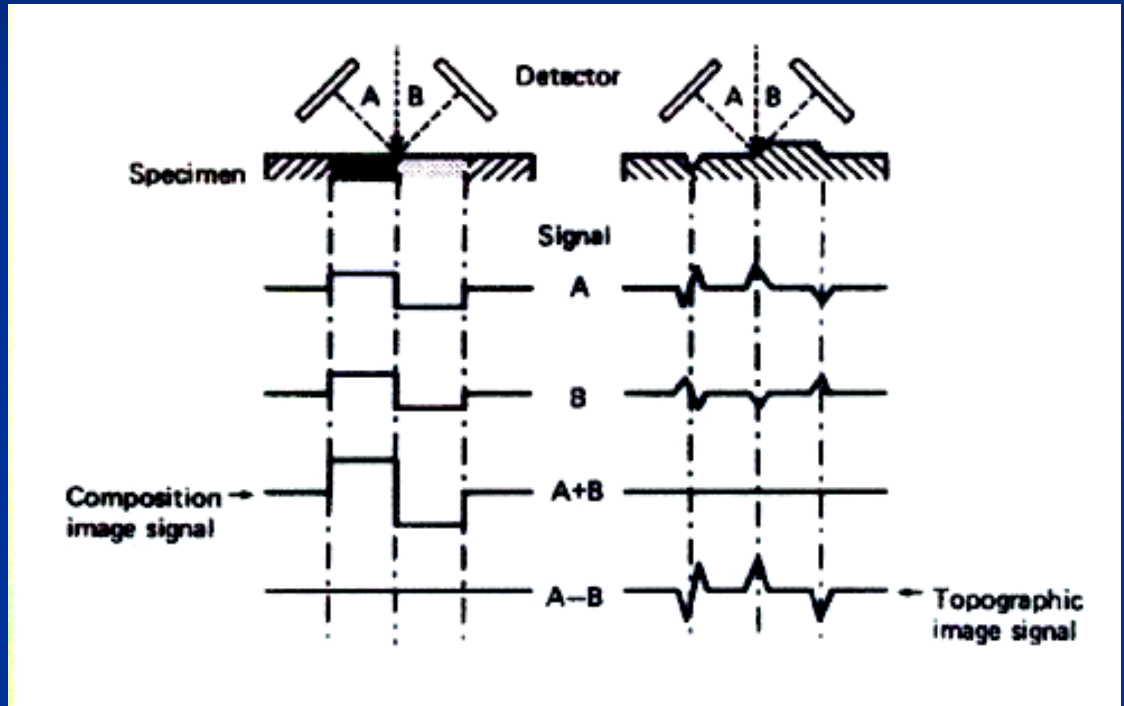 A B Detector A B
Specimen
Signal
A
B
Composition
image signal
A+B
A−B
Topographic
image signal